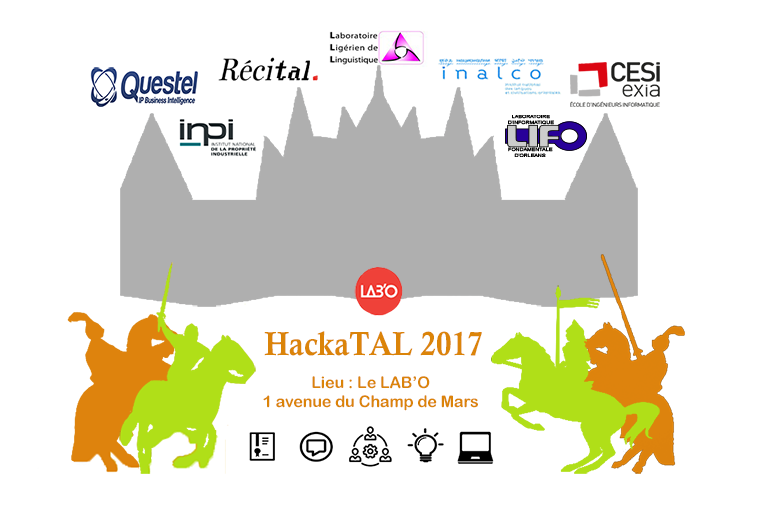 Laboratoire
Ligérien de
Linguistique
Récital.
Questel
IP Business Intelligence
inalco
CESi
exia
ÉCOLE D'INGÉNIEURS INFORMATIQUE
inpi
INSTITUT NATIONAL
DE LA PROPRIÉTÉ
INDUSTRIELLE
LABORATOIRE
D'INFORMATIQUE
LIFO
FONDAMENTALE
D'ORLEANS
LAB'O
HackaTAL 2017
Lieu : Le LAB'O
1 avenue du Champ de Mars